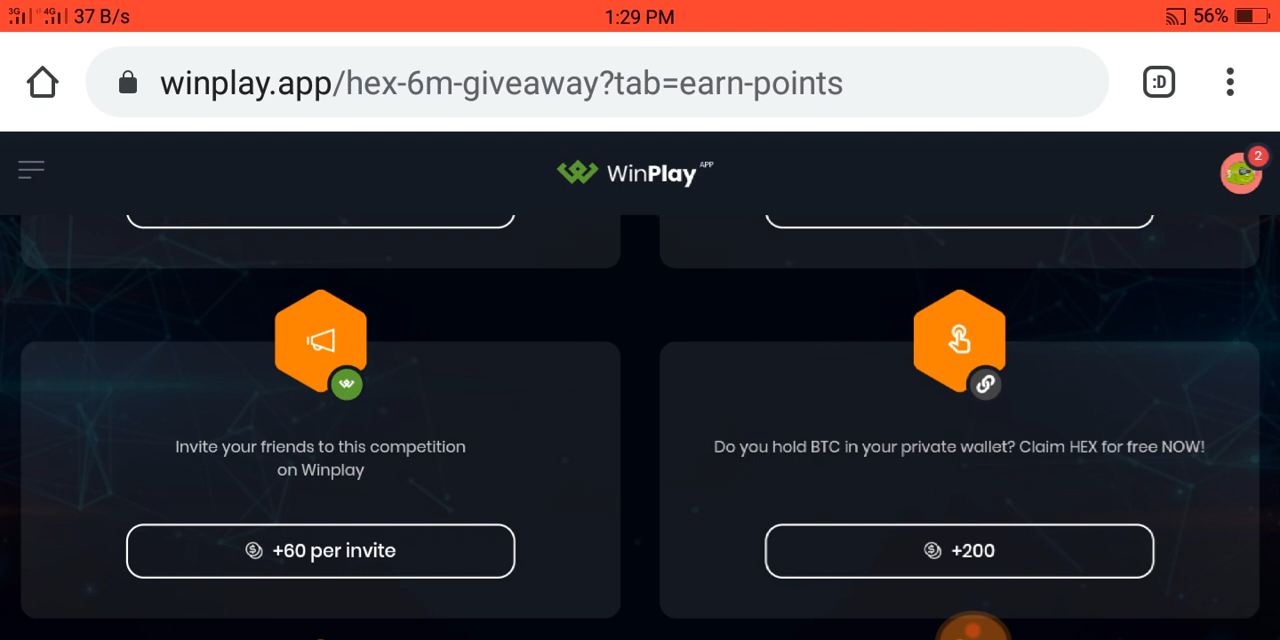 3G 4G 37 B/s 1:29 PM 56%
winplay.app/hex-6m-giveaway?tab=earn-points :D
WinPlay APP 2
Invite your friends to this competition
on Winplay
Do you hold BTC in your private wallet? Claim HEX for free NOW!
+60 per invite
+200